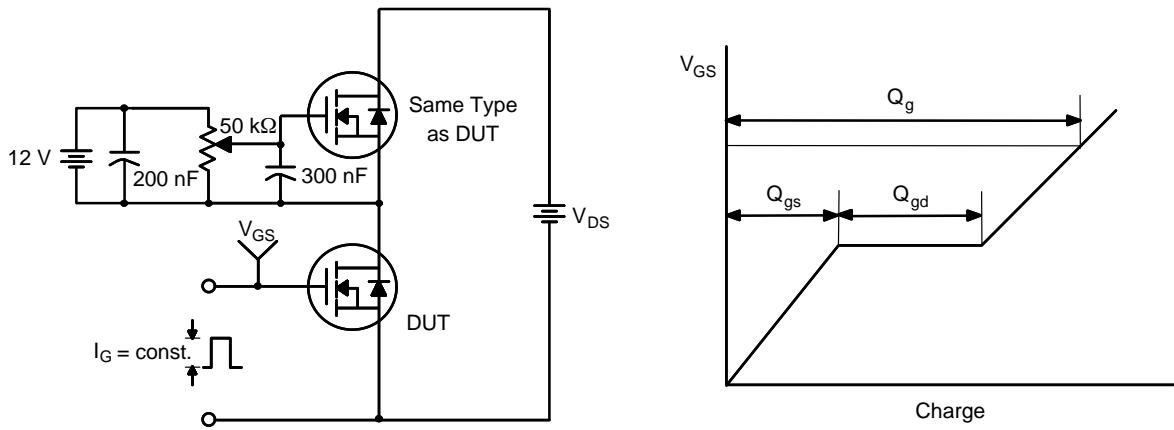 12 V
200 nF
50 kΩ
300 nF
Same Type
as DUT
V_DS
V_GS
DUT
I_G = const.
V_GS
Q_g
Q_gs
Q_gd
Charge